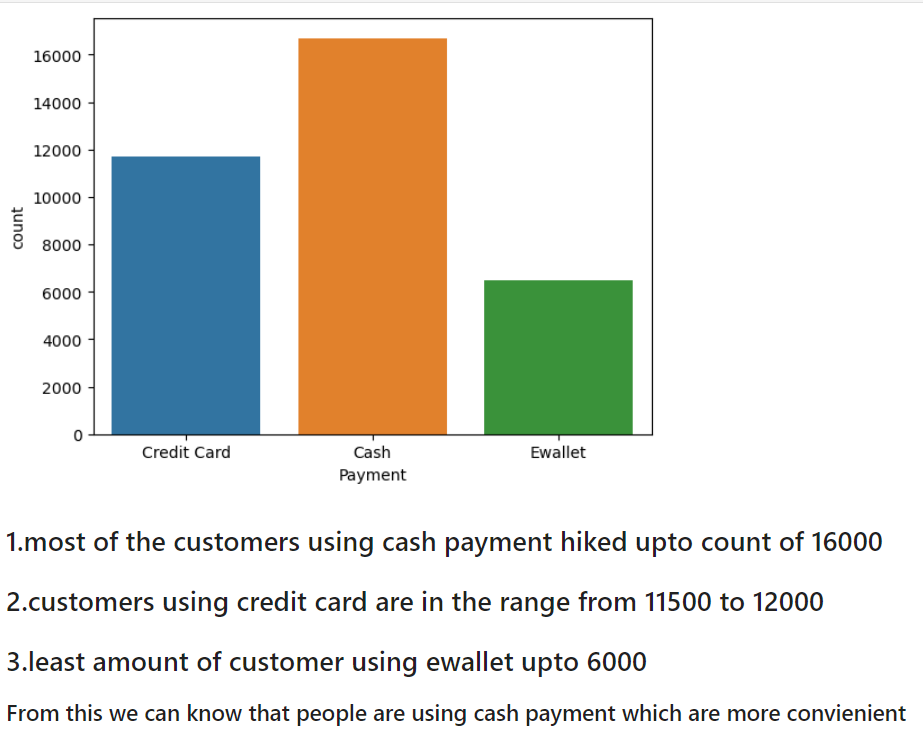 16000
14000
12000
10000
8000
6000
4000
2000
0
count
Credit Card Cash Ewallet
Payment
1.most of the customers using cash payment hiked upto count of 16000
2.customers using credit card are in the range from 11500 to 12000
3.least amount of customer using ewallet upto 6000
From this we can know that people are using cash payment which are more convienient